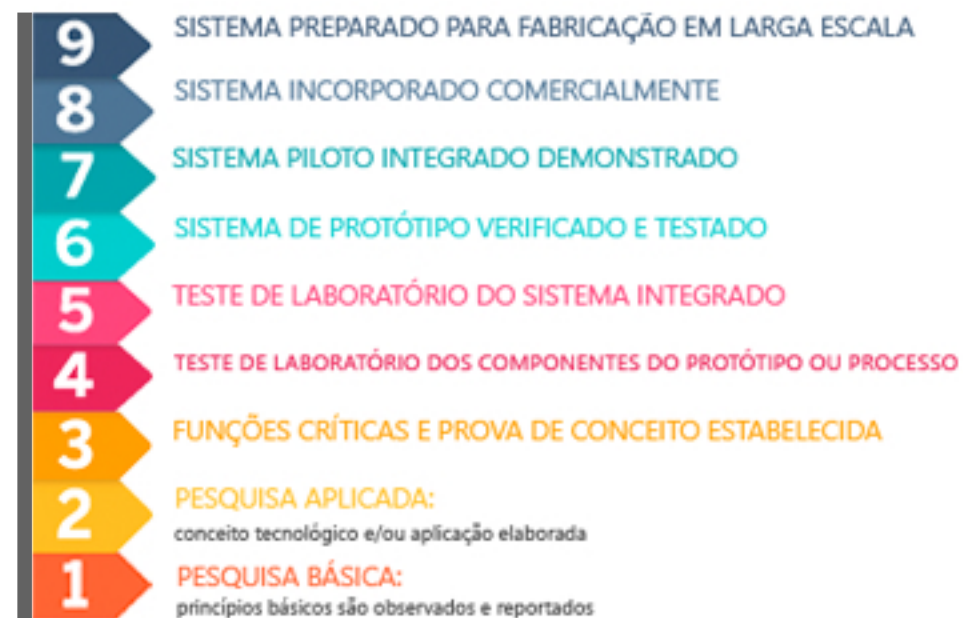 9 SISTEMA PREPARADO PARA FABRICAÇÃO EM LARGA ESCALA
8 SISTEMA INCORPORADO COMERCIALMENTE
7 SISTEMA PILOTO INTEGRADO DEMONSTRADO
6 SISTEMA DE PROTÓTIPO VERIFICADO E TESTADO
5 TESTE DE LABORATÓRIO DO SISTEMA INTEGRADO
4 TESTE DE LABORATÓRIO DOS COMPONENTES DO PROTÓTIPO OU PROCESSO
3 FUNÇÕES CRÍTICAS E PROVA DE CONCEITO ESTABELECIDA
2 PESQUISA APLICADA:
conceito tecnológico e/ou aplicação elaborada
1 PESQUISA BÁSICA:
princípios básicos são observados e reportados